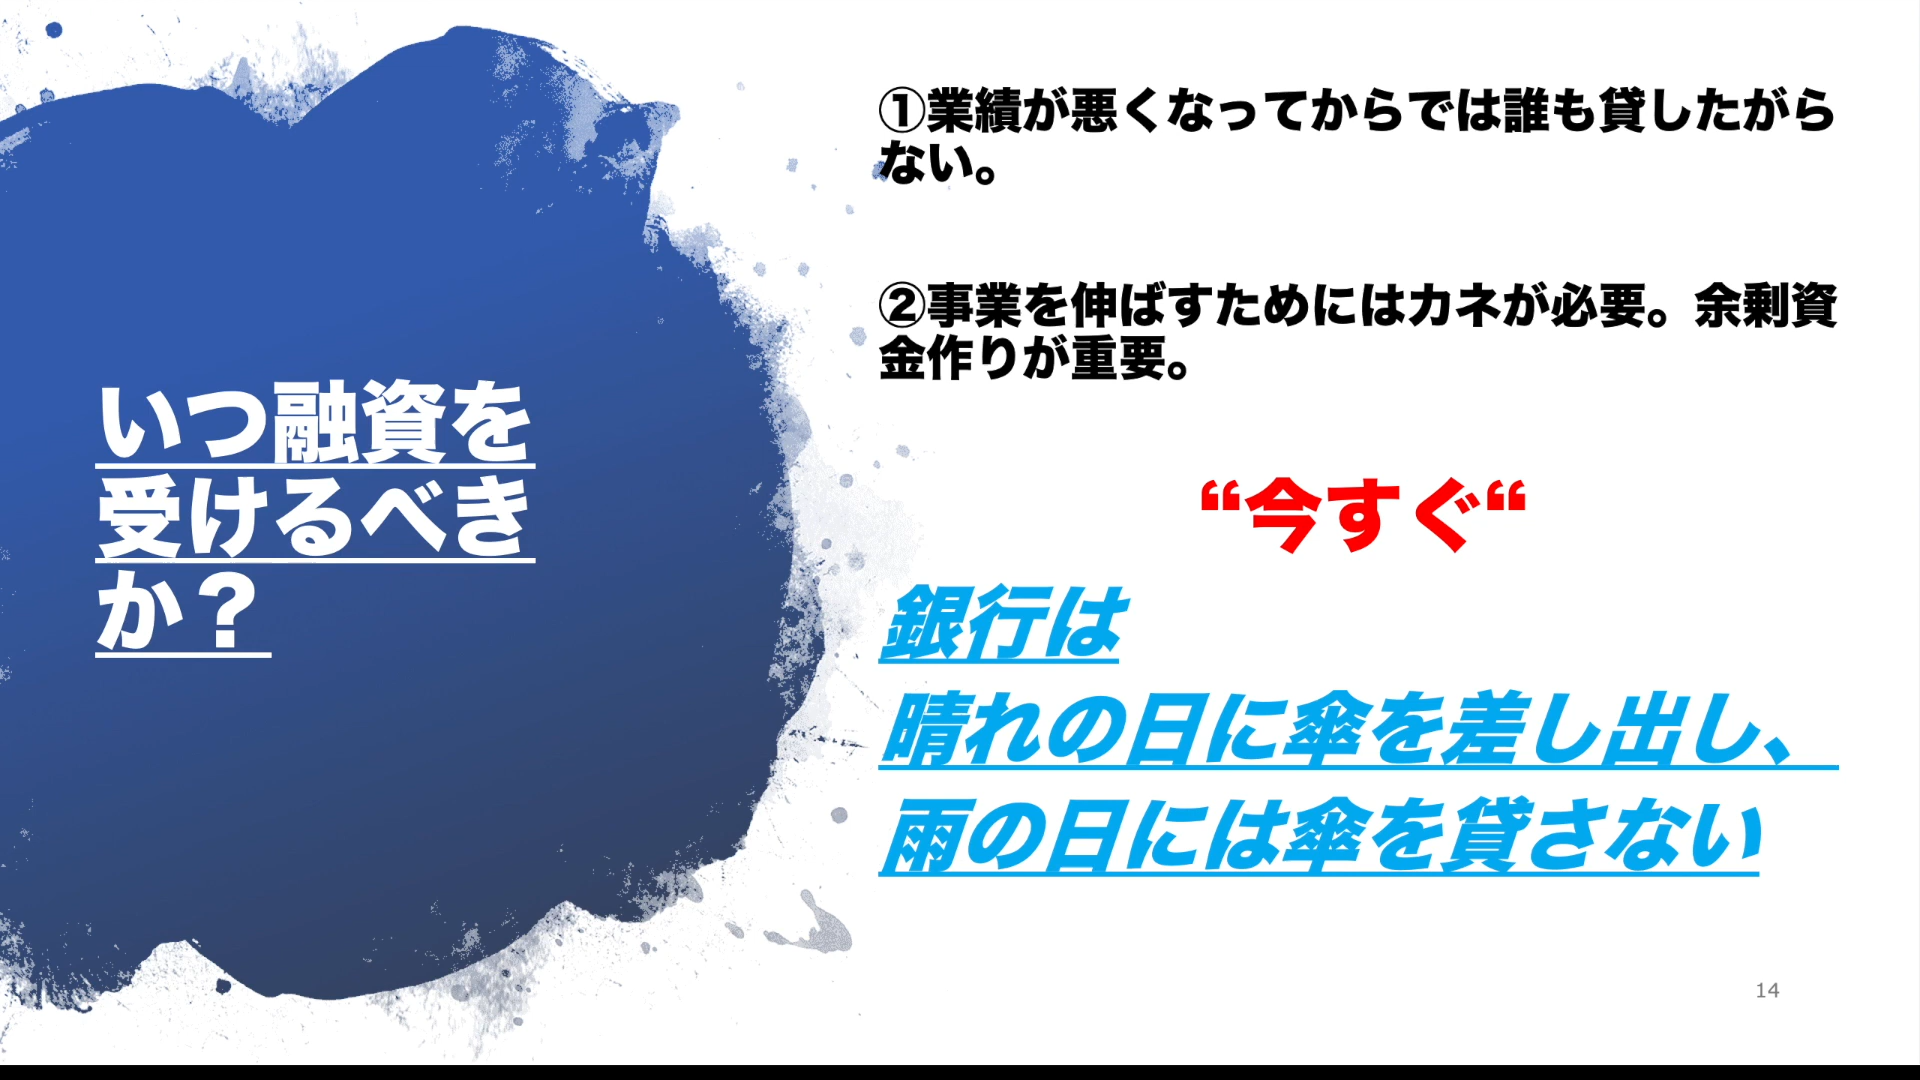 いつ融資を
受けるべき
か？
①業績が悪くなってからでは誰も貸したがら
ない。
②事業を伸ばすためにはカネが必要。余剰資
金作りが重要。
“今すぐ“
銀行は
晴れの日に傘を差し出し、
雨の日には傘を貸さない
14